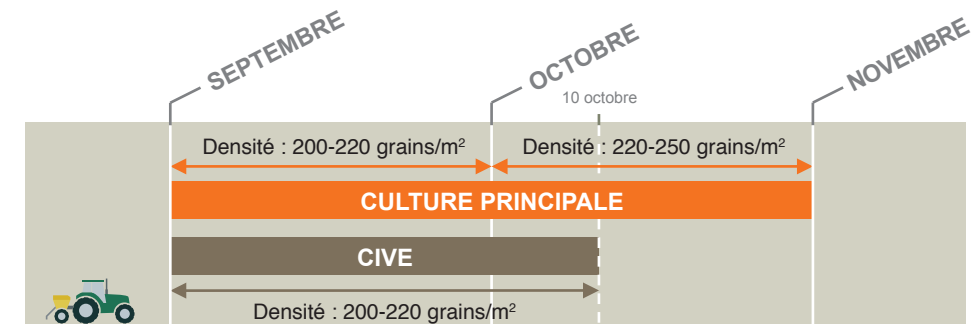 SEPTEMBRE
OCTOBRE
NOVEMBRE
10 octobre
Densité : 200-220 grains/m²
Densité : 220-250 grains/m²
CULTURE PRINCIPALE
CIVE
Densité : 200-220 grains/m²